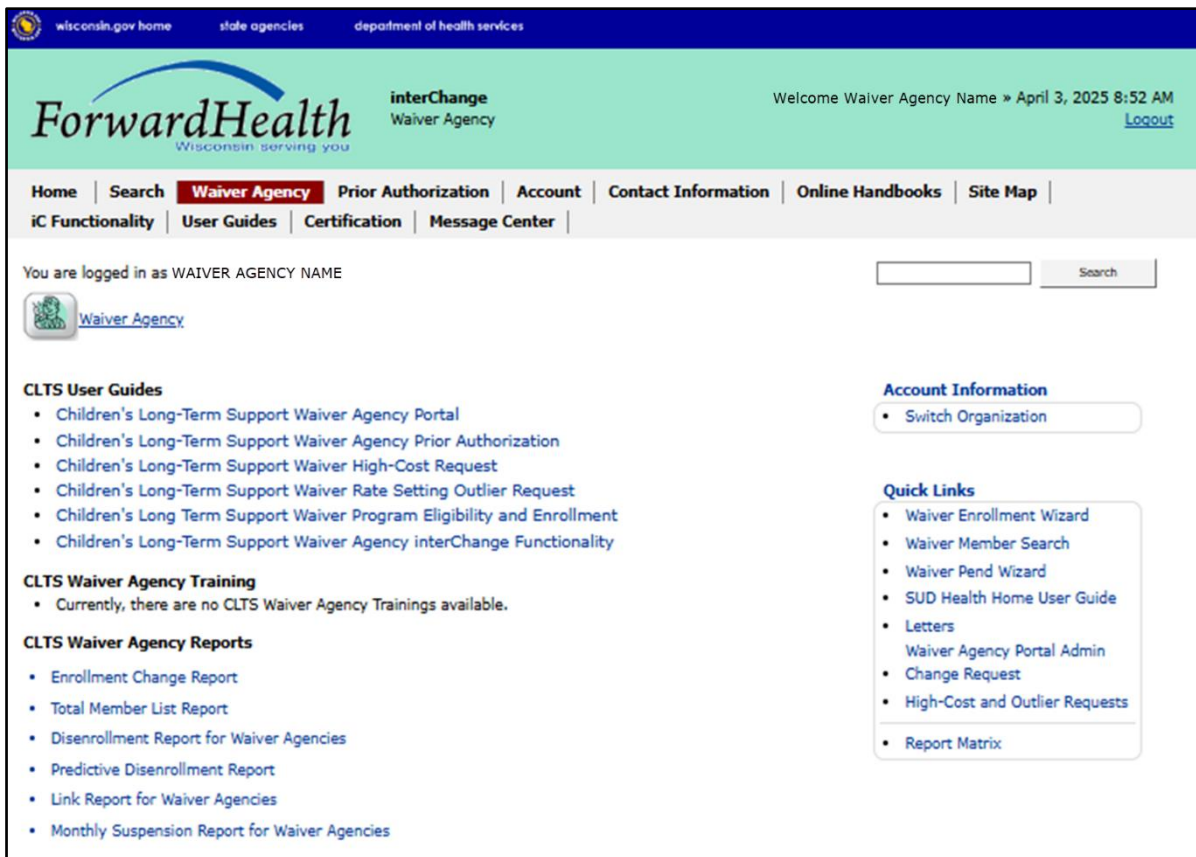 wisconsin.gov home state agencies department of health services
ForwardHealth
Wisconsin serving you
interChange
Waiver Agency
Welcome Waiver Agency Name » April 3, 2025 8:52 AM
Logout
Home | Search | Waiver Agency | Prior Authorization | Account | Contact Information | Online Handbooks | Site Map |
iC Functionality | User Guides | Certification | Message Center |
You are logged in as WAIVER AGENCY NAME
Search
Waiver Agency
CLTS User Guides
• Children's Long-Term Support Waiver Agency Portal
• Children's Long-Term Support Waiver Agency Prior Authorization
• Children's Long-Term Support Waiver High-Cost Request
• Children's Long-Term Support Waiver Rate Setting Outlier Request
• Children's Long Term Support Waiver Program Eligibility and Enrollment
• Children's Long-Term Support Waiver Agency interChange Functionality
CLTS Waiver Agency Training
• Currently, there are no CLTS Waiver Agency Trainings available.
CLTS Waiver Agency Reports
• Enrollment Change Report
• Total Member List Report
• Disenrollment Report for Waiver Agencies
• Predictive Disenrollment Report
• Link Report for Waiver Agencies
• Monthly Suspension Report for Waiver Agencies
Account Information
• Switch Organization
Quick Links
• Waiver Enrollment Wizard
• Waiver Member Search
• Waiver Pend Wizard
• SUD Health Home User Guide
• Letters
Waiver Agency Portal Admin
• Change Request
• High-Cost and Outlier Requests
• Report Matrix